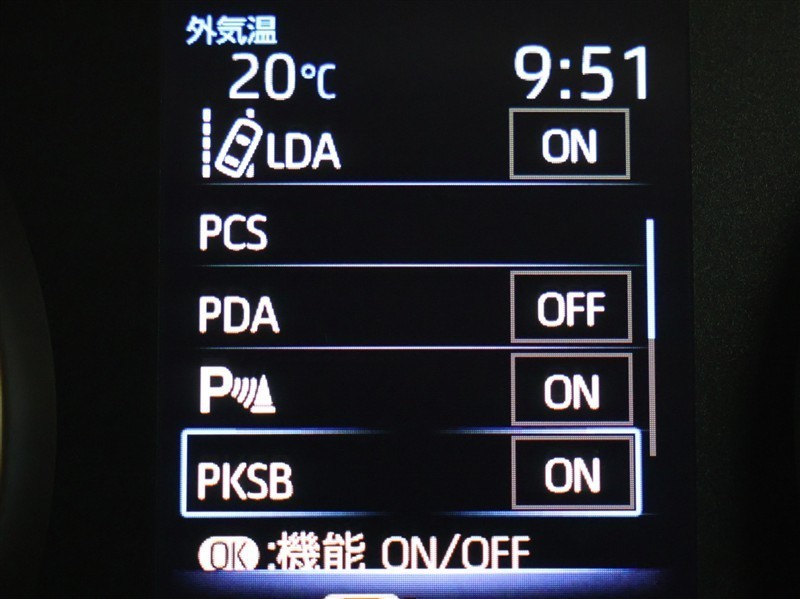 外気温
20℃ 9:51
LDA ON
PCS
PDA OFF
P ON
PKSB ON
OK :機能 ON/OFF